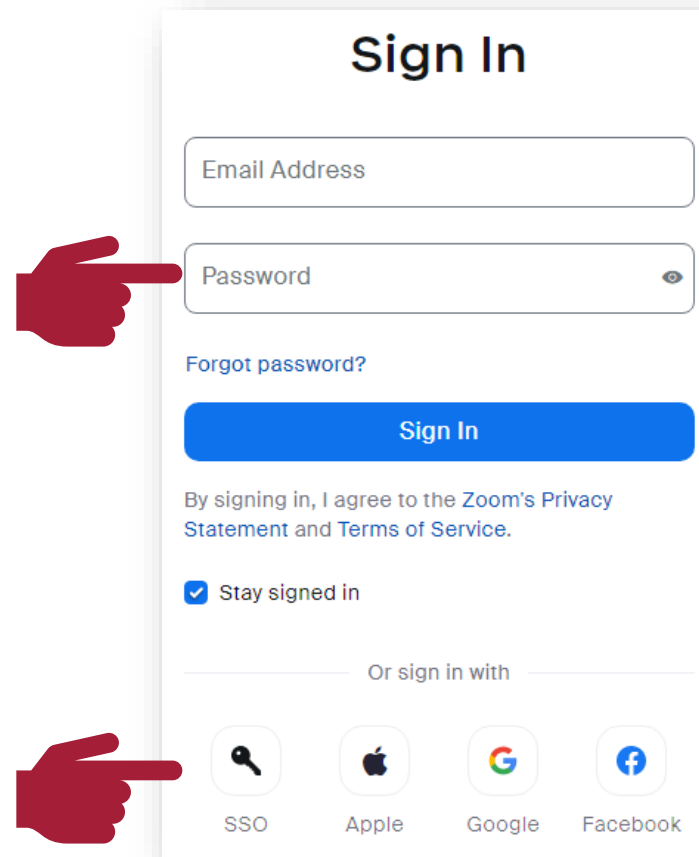 Sign In
Email Address
Password
Forgot password?
Sign In
By signing in, I agree to the Zoom's Privacy
Statement and Terms of Service.
Stay signed in
Or sign in with
SSO Apple Google Facebook